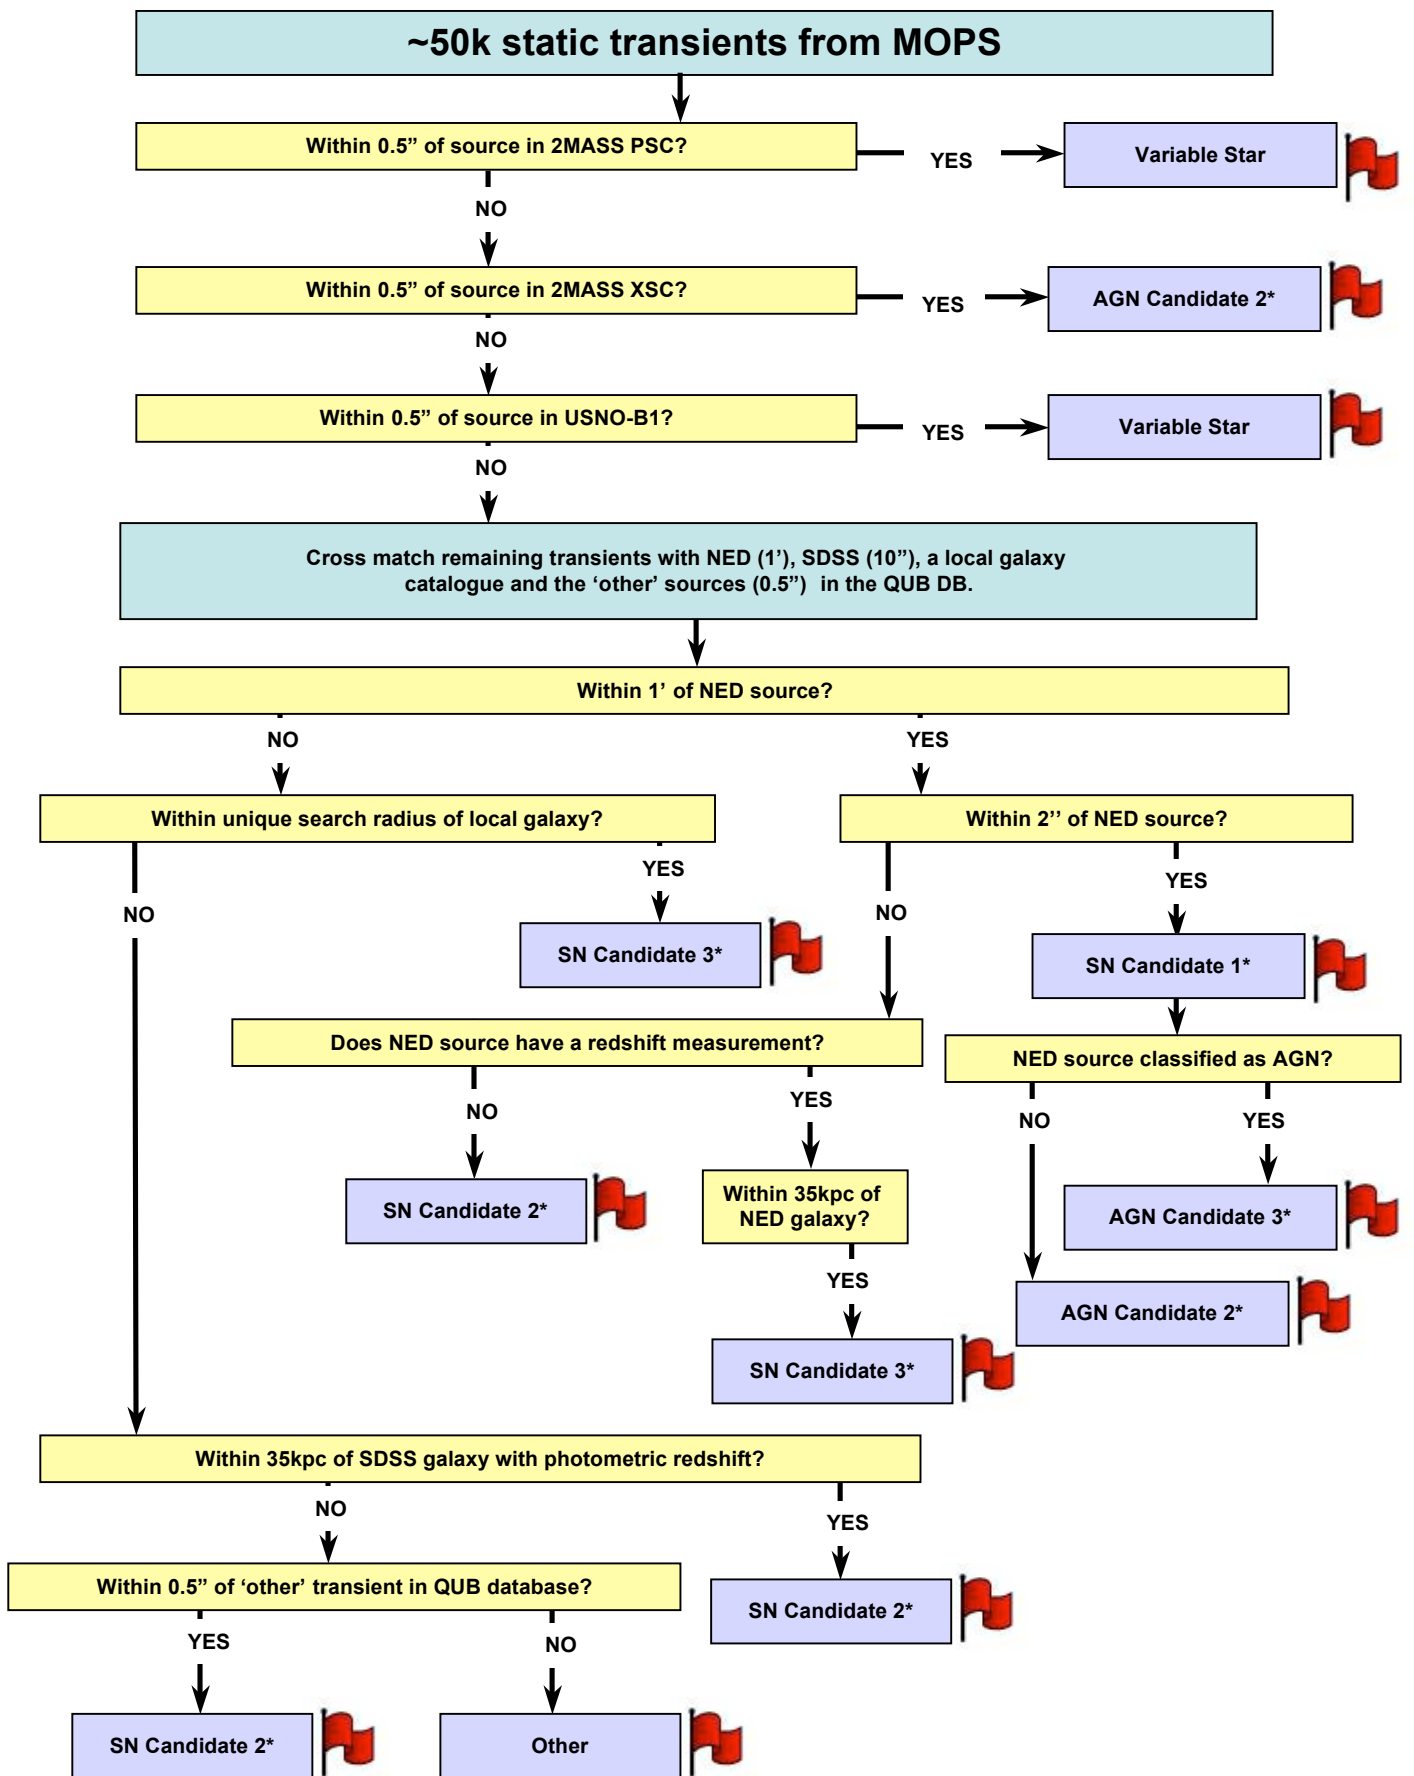 ~50k static transients from MOPS
Within 0.5” of source in 2MASS PSC?
YES
Variable Star
NO
Within 0.5” of source in 2MASS XSC?
YES
AGN Candidate 2*
NO
Within 0.5” of source in USNO-B1?
YES
Variable Star
NO
Cross match remaining transients with NED (1’), SDSS (10”), a local galaxy
catalogue and the ‘other’ sources (0.5”) in the QUB DB.
Within 1’ of NED source?
NO
YES
Within unique search radius of local galaxy?
Within 2’’ of NED source?
YES
YES
NO
NO
SN Candidate 3*
SN Candidate 1*
Does NED source have a redshift measurement?
NED source classified as AGN?
NO
YES
NO
YES
SN Candidate 2*
Within 35kpc of
NED galaxy?
AGN Candidate 3*
YES
AGN Candidate 2*
SN Candidate 3*
Within 35kpc of SDSS galaxy with photometric redshift?
NO
YES
Within 0.5” of ‘other’ transient in QUB database?
SN Candidate 2*
YES
NO
SN Candidate 2*
Other